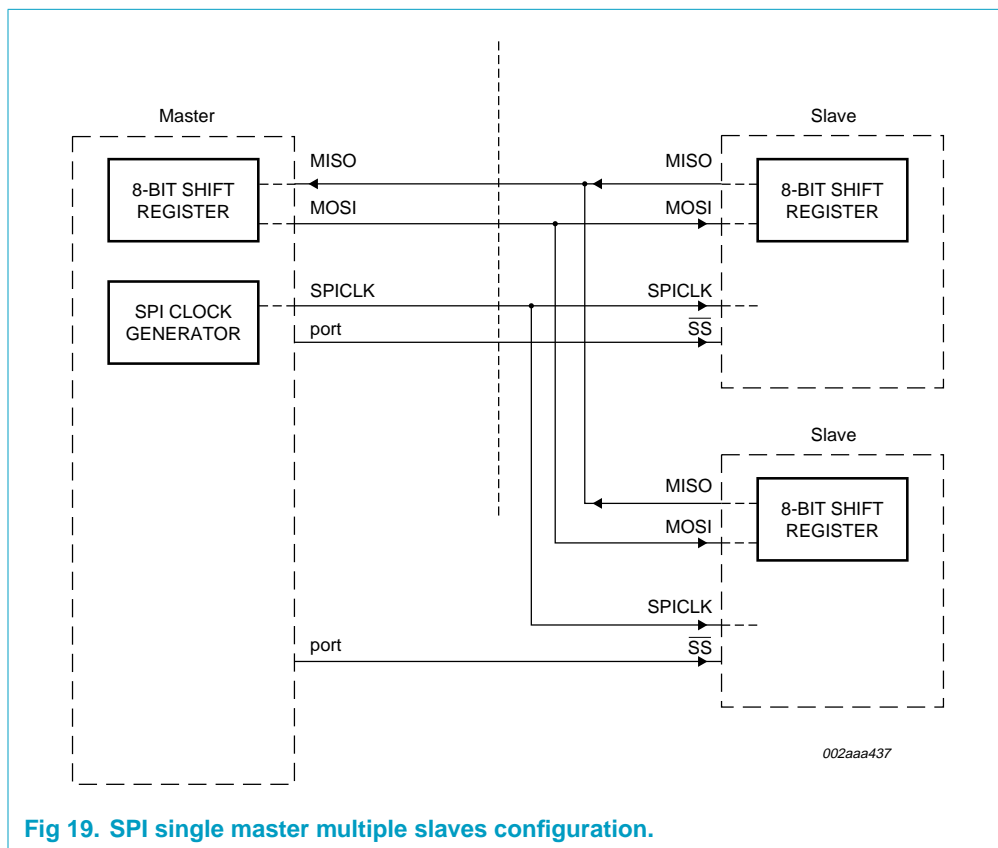 Master
Slave
8-BIT SHIFT
REGISTER
MISO
MOSI
MISO
MOSI
8-BIT SHIFT
REGISTER
SPI CLOCK
GENERATOR
SPICLK
port
SPICLK
S̅S̅
Slave
MISO
MOSI
8-BIT SHIFT
REGISTER
SPICLK
port
S̅S̅
002aaa437
Fig 19. SPI single master multiple slaves configuration.